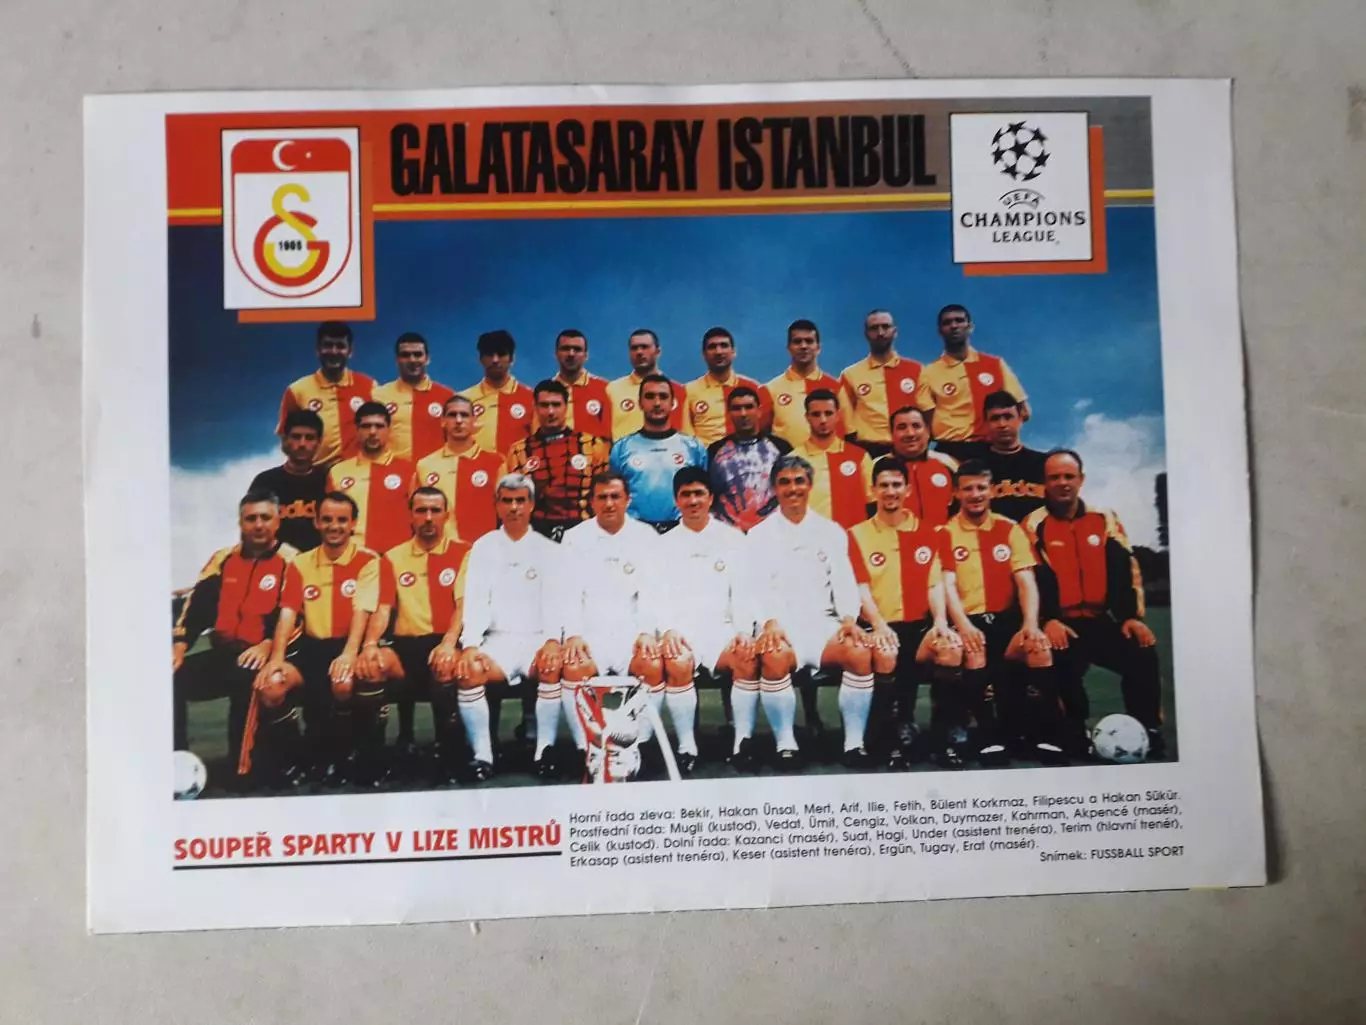 GALATASARAY ISTANBUL
1905
UEFA
CHAMPIONS
LEAGUE
adidas
SOUPEŘ SPARTY V LIZE MISTRŮ
Horní řada zleva: Bekir, Hakan Ünsal, Mert, Arif, Ilie, Fetih, Bülent Korkmaz, Filipescu a Hakan Sükür.
Prostřední řada: Mugli (kustod), Vedat, Ümit, Cengiz, Volkan, Duymazer, Kahrman, Akpencé (masér),
Celik (kustod). Dolní řada: Kazanci (masér), Suat, Hagi, Under (asistent trenéra), Terim (hlavní trenér),
Erkasap (asistent trenéra), Keser (asistent trenéra), Ergün, Tugay, Erat (masér).
Snímek: FUSSBALL SPORT